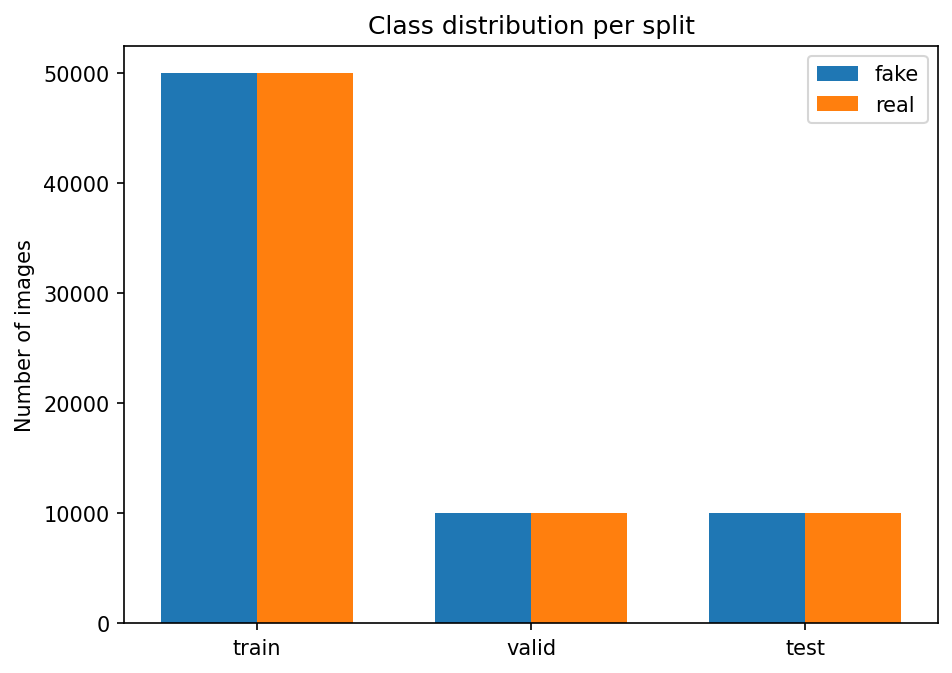 Class distribution per split
fake
real
Number of images
50000
40000
30000
20000
10000
0
train
valid
test